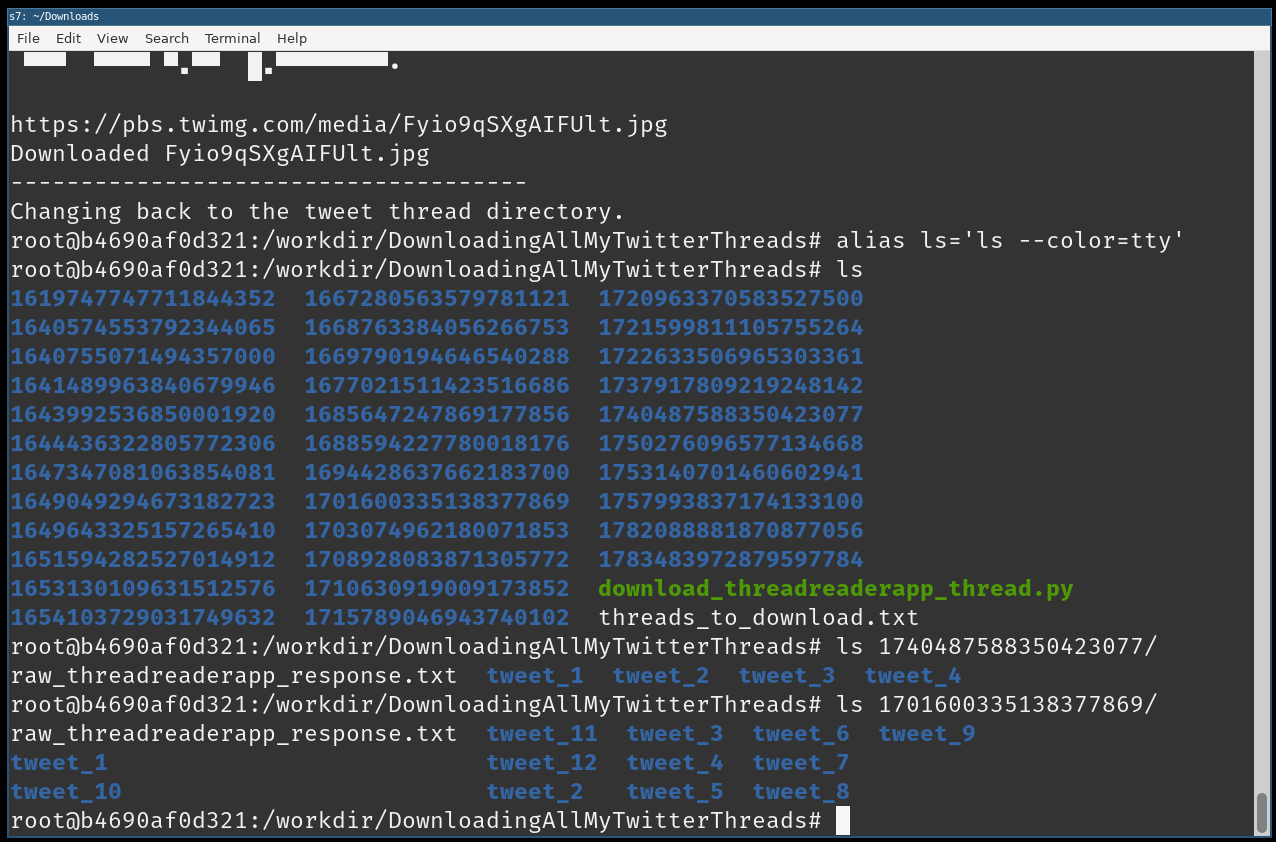 s7: ~/Downloads
File Edit View Search Terminal Help
https://pbs.twimg.com/media/Fyio9qSXgAIFUlt.jpg
Downloaded Fyio9qSXgAIFUlt.jpg
-------------------------------------
Changing back to the tweet thread directory.
root@b4690af0d321:/workdir/DownloadingAllMyTwitterThreads# alias ls='ls --color=tty'
root@b4690af0d321:/workdir/DownloadingAllMyTwitterThreads# ls
1619747747711844352  1667280563579781121  1720963370583527500
1640574553792344065  1668763384056266753  1721599811105755264
1640755071494357000  1669790194646540288  1722633506965303361
1641489963840679946  1677021511423516686  1737917809219248142
1643992536850001920  1685647247869177856  1740487588350423077
1644436322805772306  1688594227780018176  1750276096577134668
1647347081063854081  1694428637662183700  1753140701460602941
1649049294673182723  1701600335138377869  1757993837174133100
1649643325157265410  1703074962180071853  1782088881870877056
1651594282527014912  1708928083871305772  1783483972879597784
1653130109631512576  1710630919009173852  download_threadreaderapp_thread.py
1654103729031749632  1715789046943740102  threads_to_download.txt
root@b4690af0d321:/workdir/DownloadingAllMyTwitterThreads# ls 1740487588350423077/
raw_threadreaderapp_response.txt  tweet_1  tweet_2  tweet_3  tweet_4
root@b4690af0d321:/workdir/DownloadingAllMyTwitterThreads# ls 1701600335138377869/
raw_threadreaderapp_response.txt  tweet_11  tweet_3  tweet_6  tweet_9
tweet_1                           tweet_12  tweet_4  tweet_7
tweet_10                          tweet_2   tweet_5  tweet_8
root@b4690af0d321:/workdir/DownloadingAllMyTwitterThreads#